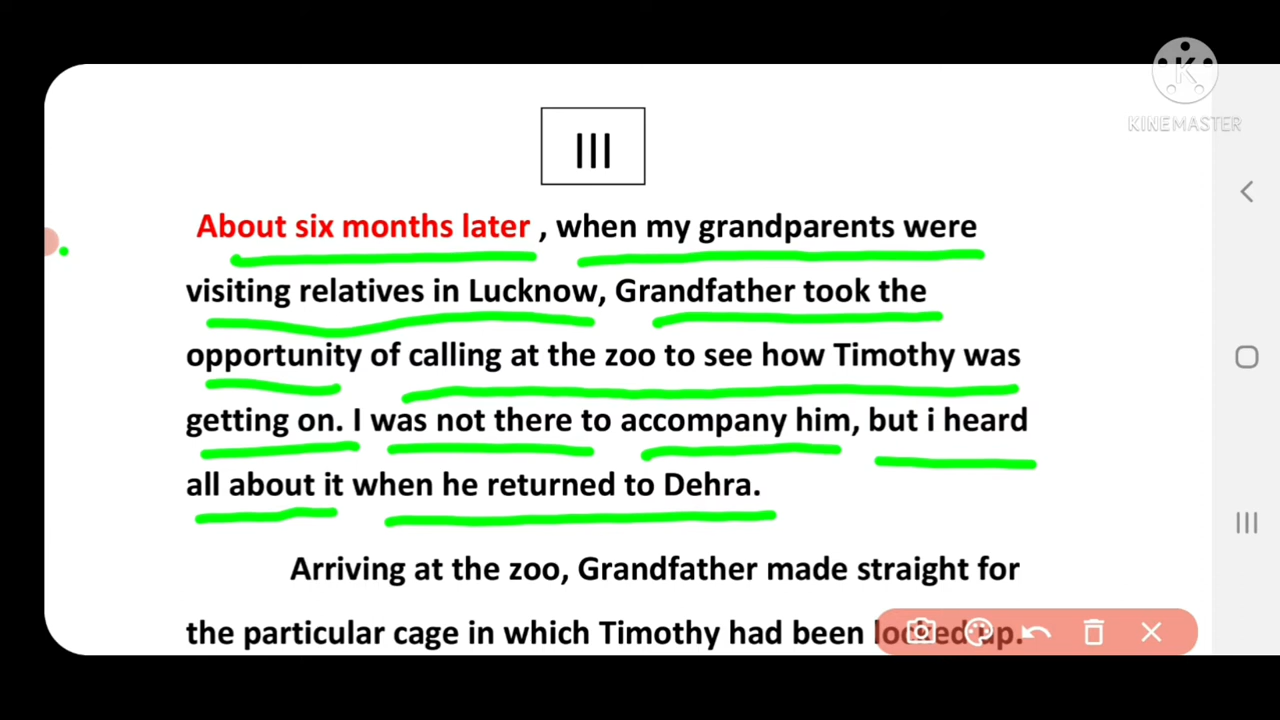 KINEMASTER
III
About six months later , when my grandparents were
visiting relatives in Lucknow, Grandfather took the
opportunity of calling at the zoo to see how Timothy was
getting on. I was not there to accompany him, but i heard
all about it when he returned to Dehra.
Arriving at the zoo, Grandfather made straight for
the particular cage in which Timothy had been locked up.